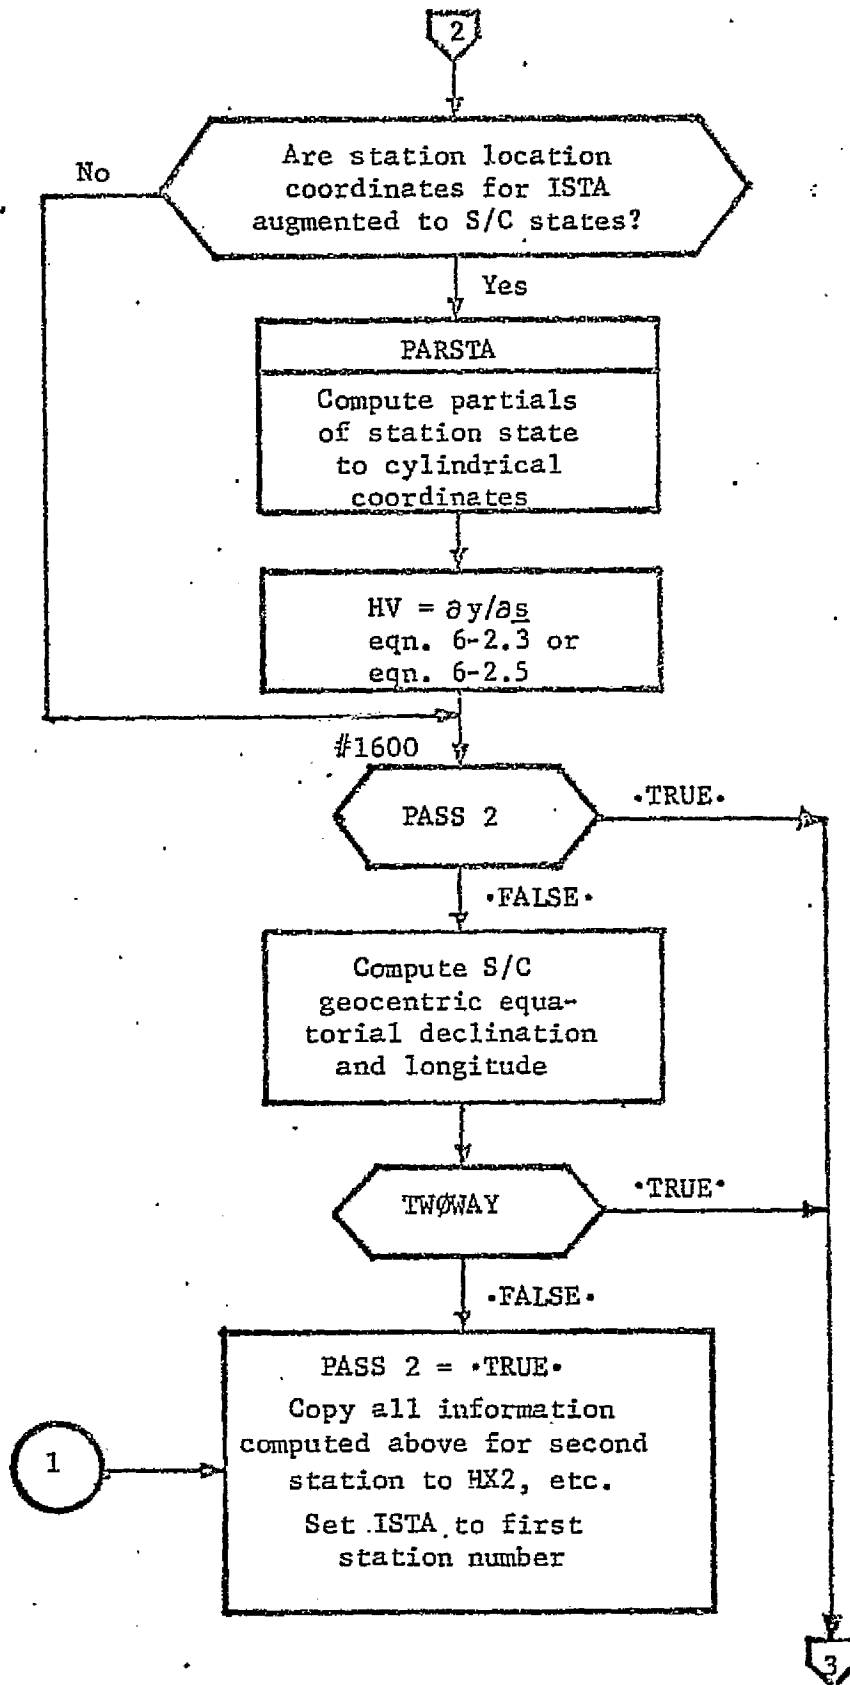 2
No
Are station location
coordinates for ISTA
augmented to S/C states?
Yes
PARSTA
Compute partials
of station state
to cylindrical
coordinates
HV = ∂y/∂s
eqn. 6-2.3 or
eqn. 6-2.5
#1600
PASS 2
•TRUE•
•FALSE•
Compute S/C
geocentric equa-
torial declination
and longitude
TWØWAY
•TRUE•
•FALSE•
1
PASS 2 = •TRUE•
Copy all information
computed above for second
station to HX2, etc.
Set ISTA to first
station number
3